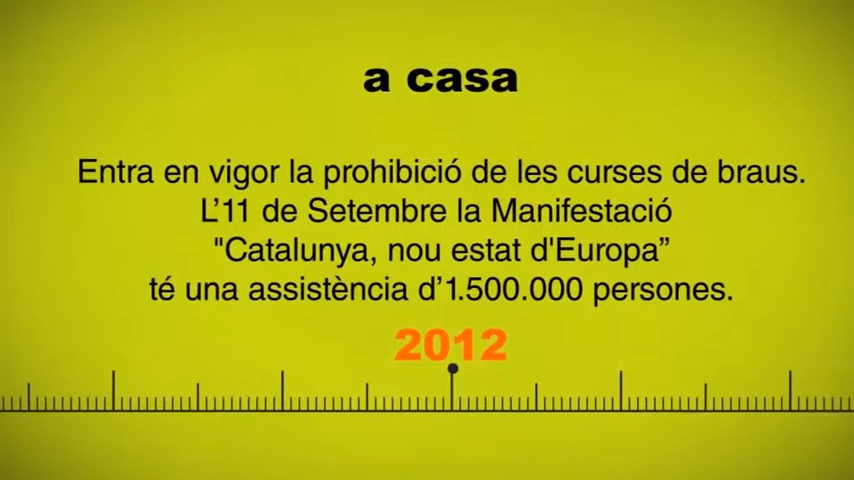 a casa
Entra en vigor la prohibició de les curses de braus.
L’11 de Setembre la Manifestació
"Catalunya, nou estat d'Europa”
té una assistència d’1.500.000 persones.
2012